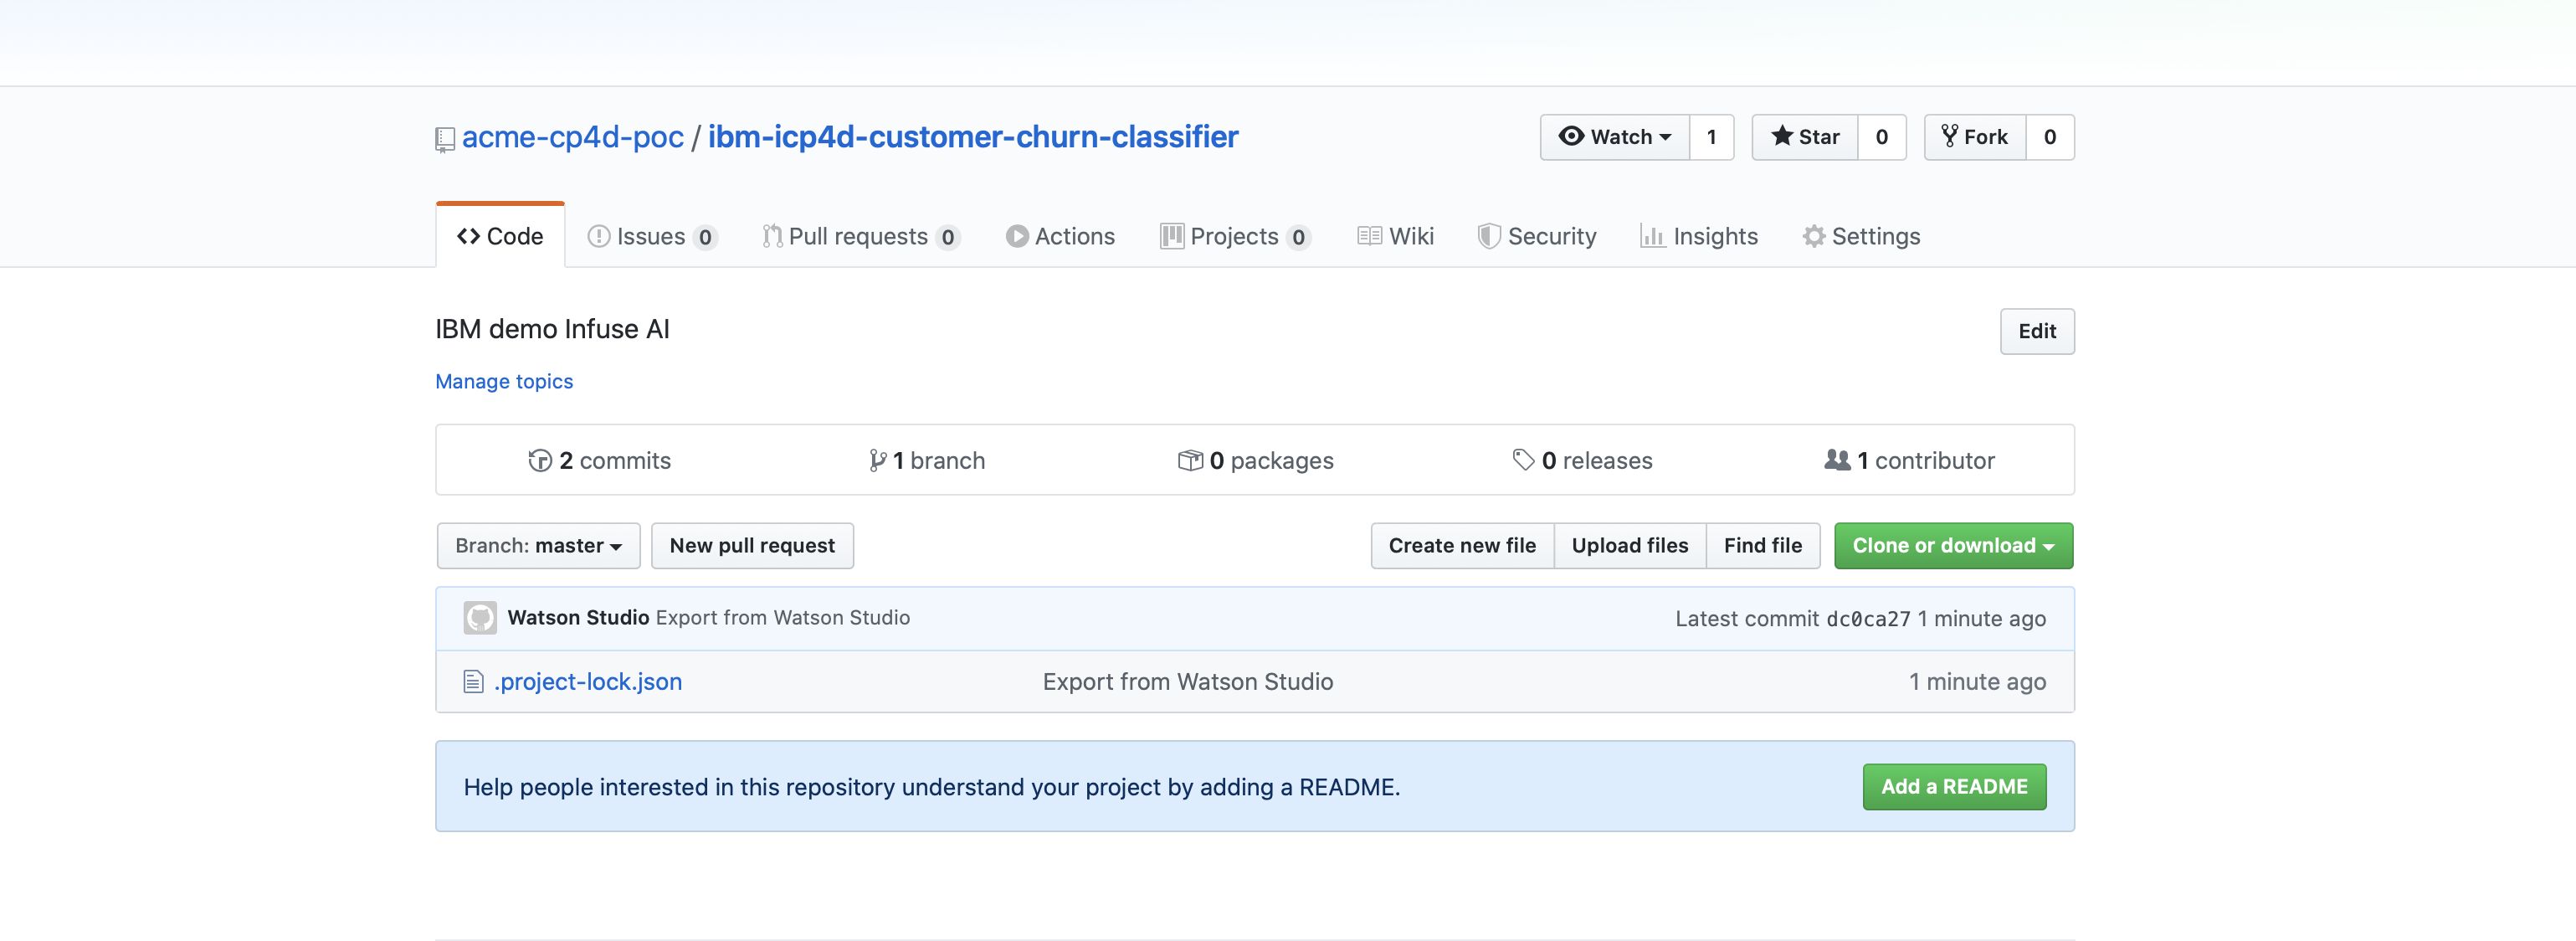 acme-cp4d-poc / ibm-icp4d-customer-churn-classifier Watch 1 Star 0 Fork 0
Code Issues 0 Pull requests 0 Actions Projects 0 Wiki Security Insights Settings
IBM demo Infuse AI Edit
Manage topics
2 commits 1 branch 0 packages 0 releases 1 contributor
Branch: master New pull request Create new file Upload files Find file Clone or download
Watson Studio Export from Watson Studio Latest commit dc0ca27 1 minute ago
.project-lock.json Export from Watson Studio 1 minute ago
Help people interested in this repository understand your project by adding a README. Add a README